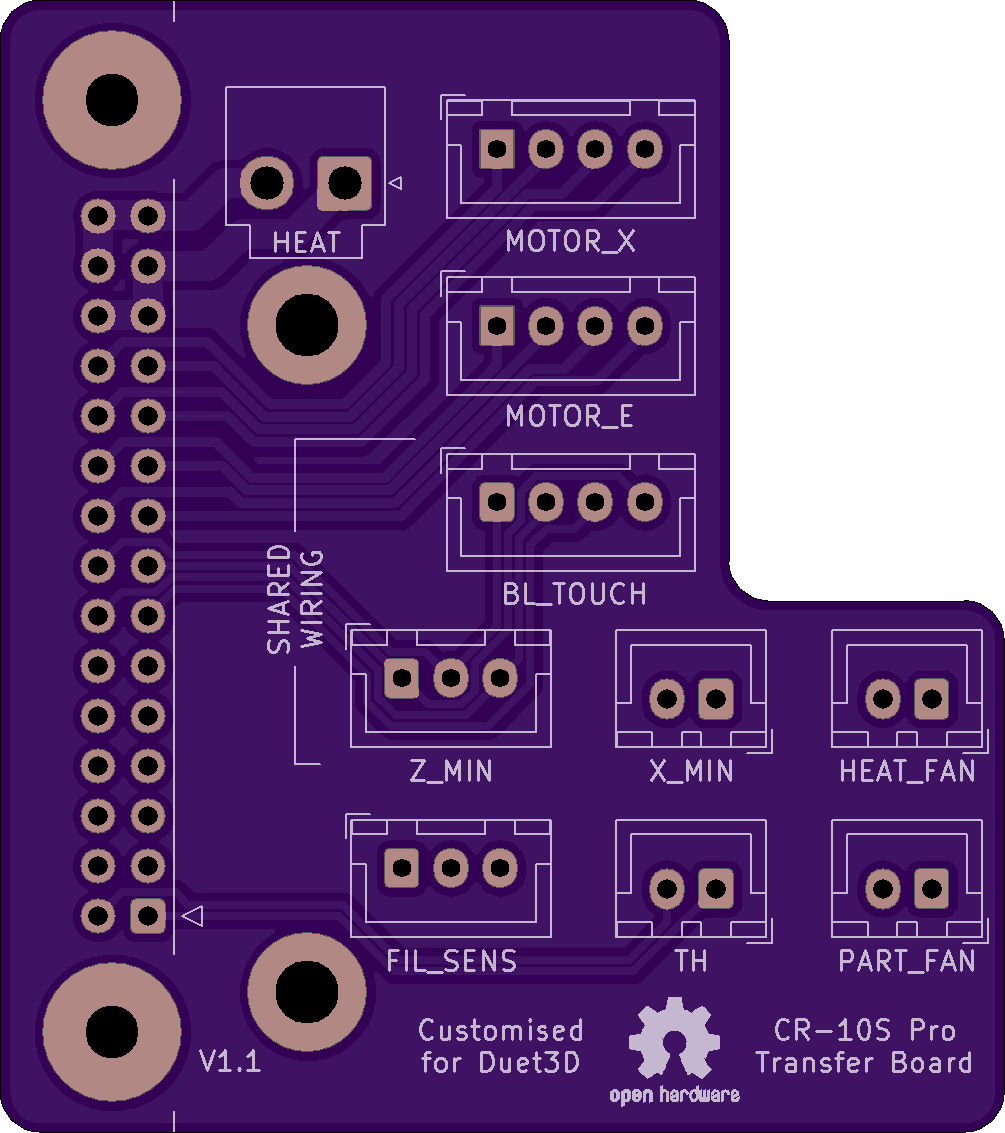 HEAT
MOTOR_X
MOTOR_E
BL_TOUCH
SHARED
WIRING
Z_MIN
X_MIN
HEAT_FAN
FIL_SENS
TH
PART_FAN
V1.1
Customised
for Duet3D
open hardware
CR-10S Pro
Transfer Board